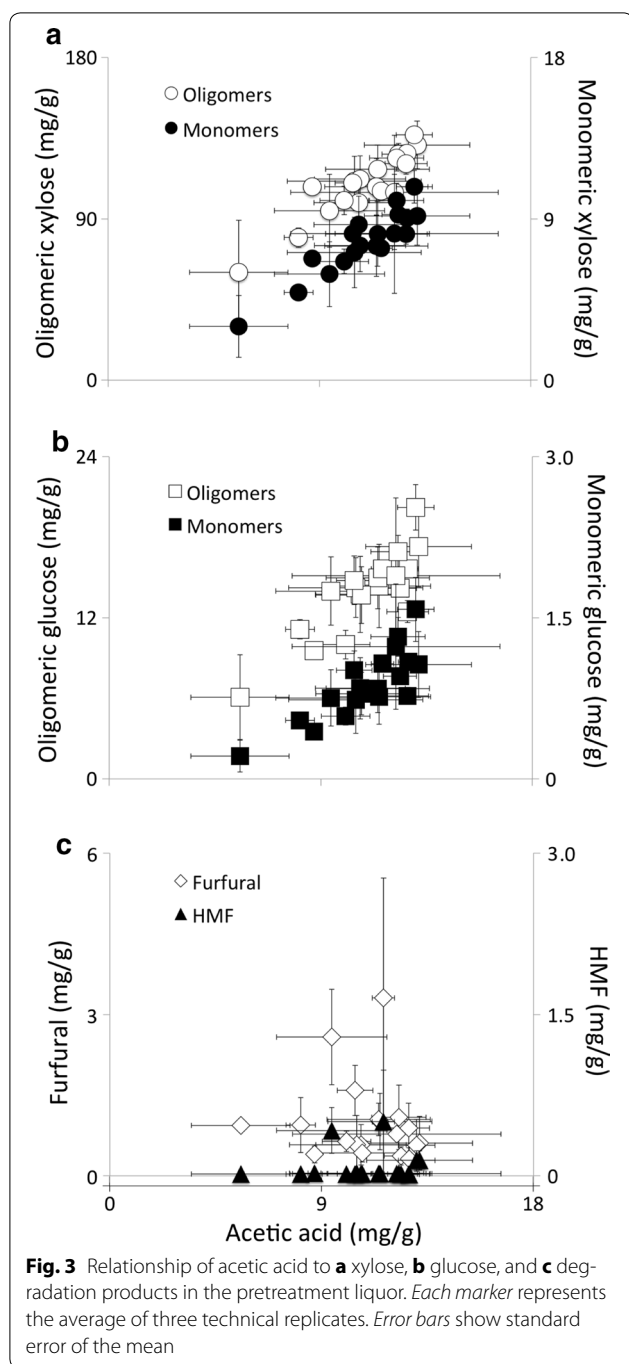 a
180
18
Oligomers
Monomers
Oligomeric xylose (mg/g)
90
9
Monomeric xylose (mg/g)
0
0
b
24
3.0
Oligomers
Monomers
Oligomeric glucose (mg/g)
12
1.5
Monomeric glucose (mg/g)
0
0
c
6
3.0
Furfural
HMF
Furfural (mg/g)
3
1.5
HMF (mg/g)
0
0
0
9
18
Acetic acid (mg/g)
Fig. 3 Relationship of acetic acid to a xylose, b glucose, and c deg-
radation products in the pretreatment liquor. Each marker represents
the average of three technical replicates. Error bars show standard
error of the mean